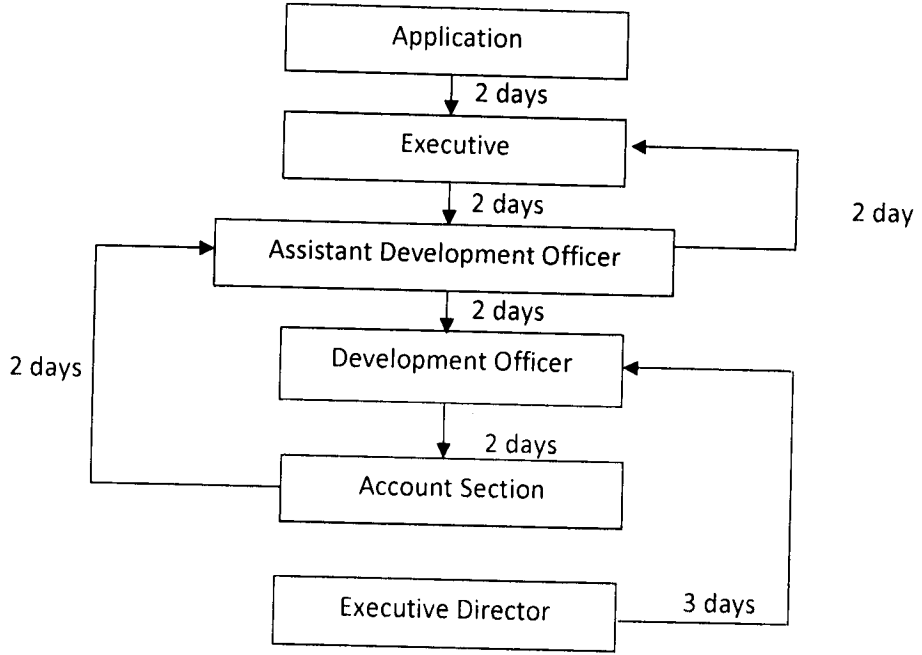 Application
2 days
Executive
2 days
2 day
Assistant Development Officer
2 days
Development Officer
2 days
2 days
Account Section
Executive Director
3 days